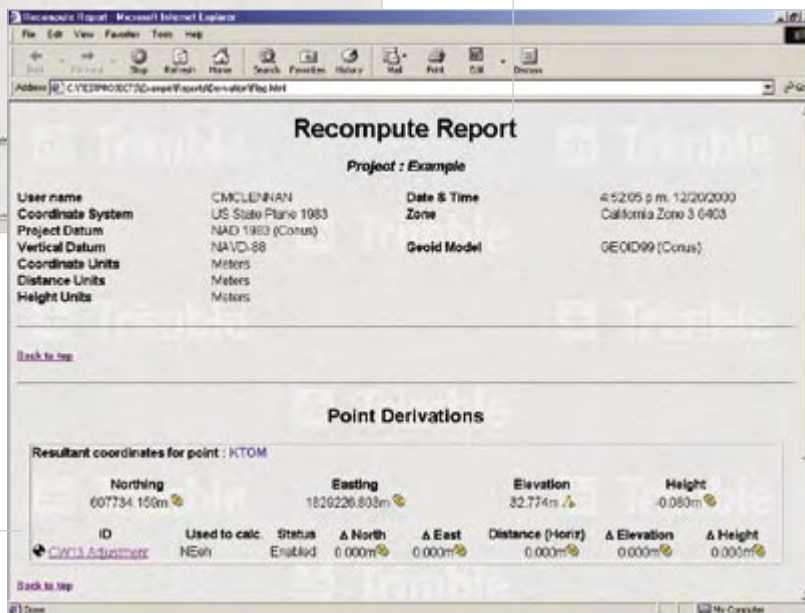 Recompute Report - Microsoft Internet Explorer
File Edit View Favorites Tools Help
Back Forward Stop Refresh Home Search Favorites History Mail Print Edit Discuss
Address
Recompute Report
Project : Example
User name CMCLENNAN Date & Time 4:52:05 p.m. 12/20/2000
Coordinate System US State Plane 1983 Zone California Zone 3 0403
Project Datum NAD 1983 (Conus)
Vertical Datum NAVD-88 Geoid Model GEOID99 (Conus)
Coordinate Units Meters
Distance Units Meters
Height Units Meters
Back to top
Point Derivations
Resultant coordinates for point : KTOM
Northing Easting Elevation Height
607734.159m 1829226.803m 32.774m -0.080m
ID Used to calc. Status Δ North Δ East Distance (Horiz) Δ Elevation Δ Height
Adjustment NEeh Enabled 0.000m 0.000m 0.000m 0.000m 0.000m
Back to top
Done My Computer
Trimble